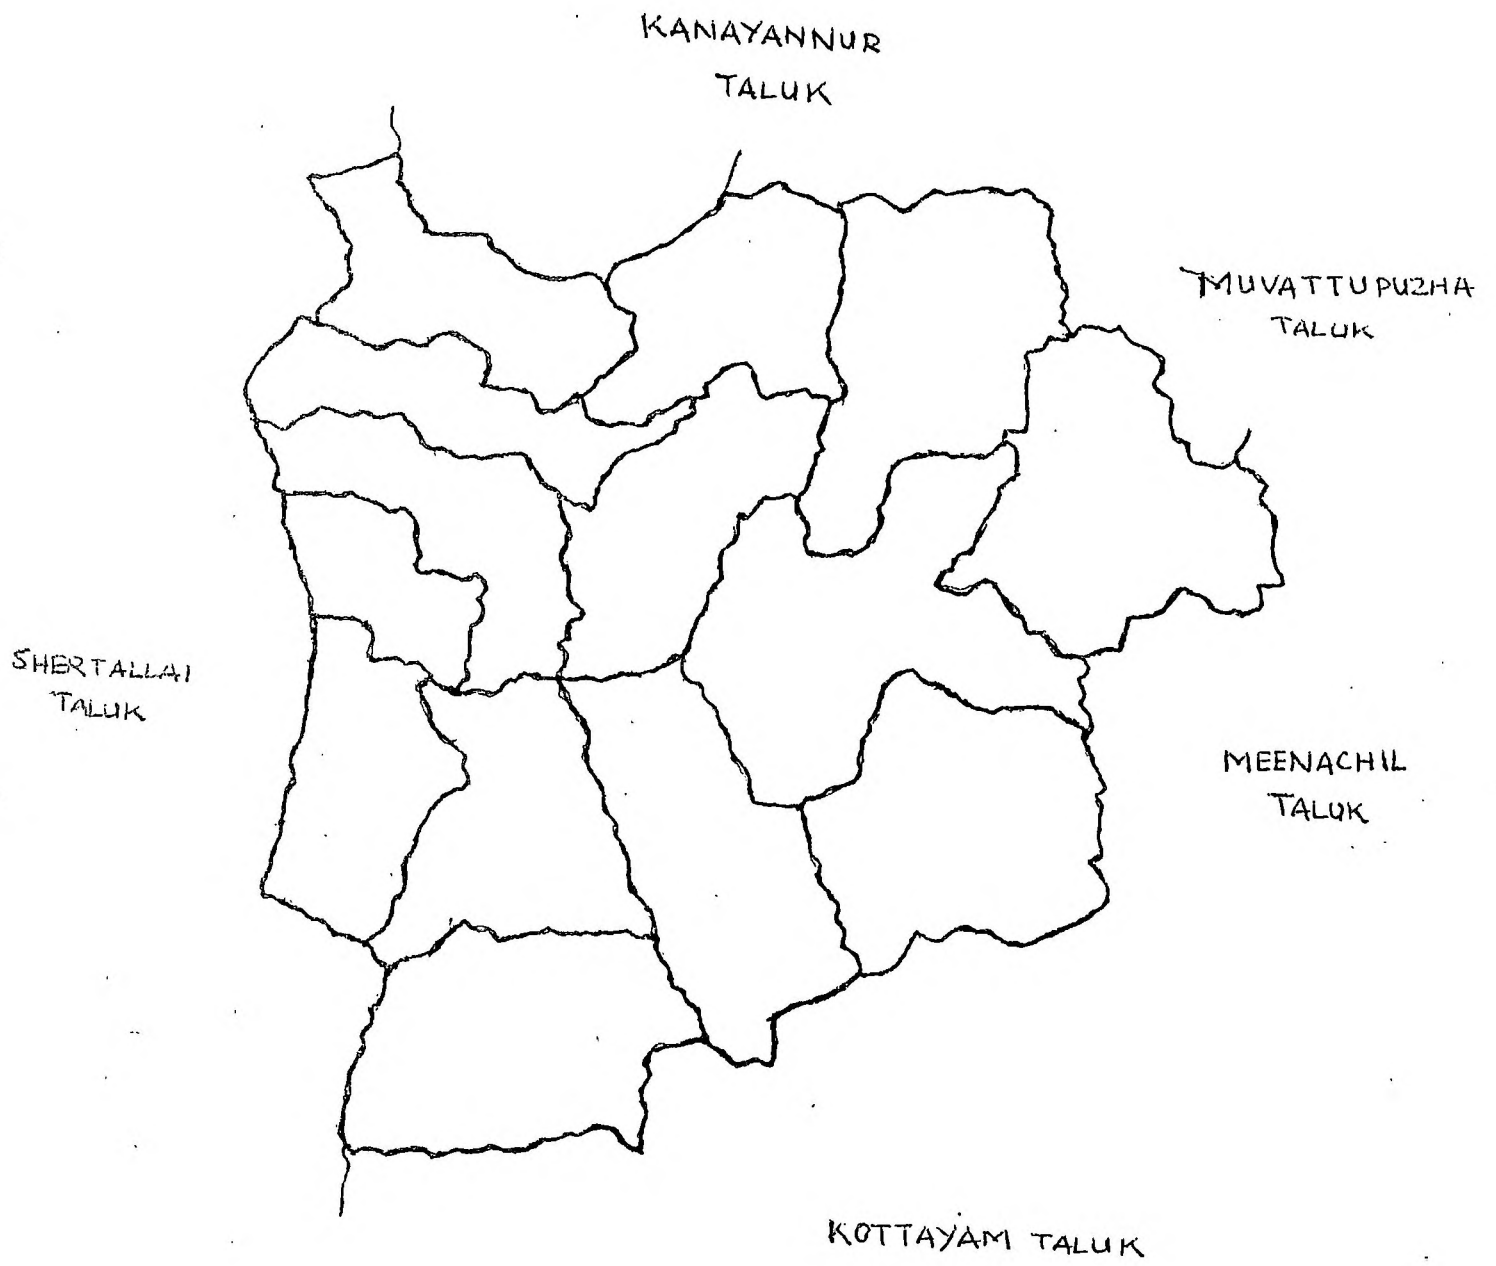 KANAYANNUR
TALUK
MUVATTUPUZHA
TALUK
SHERTALLAI
TALUK
MEENACHIL
TALUK
KOTTAYAM TALUK